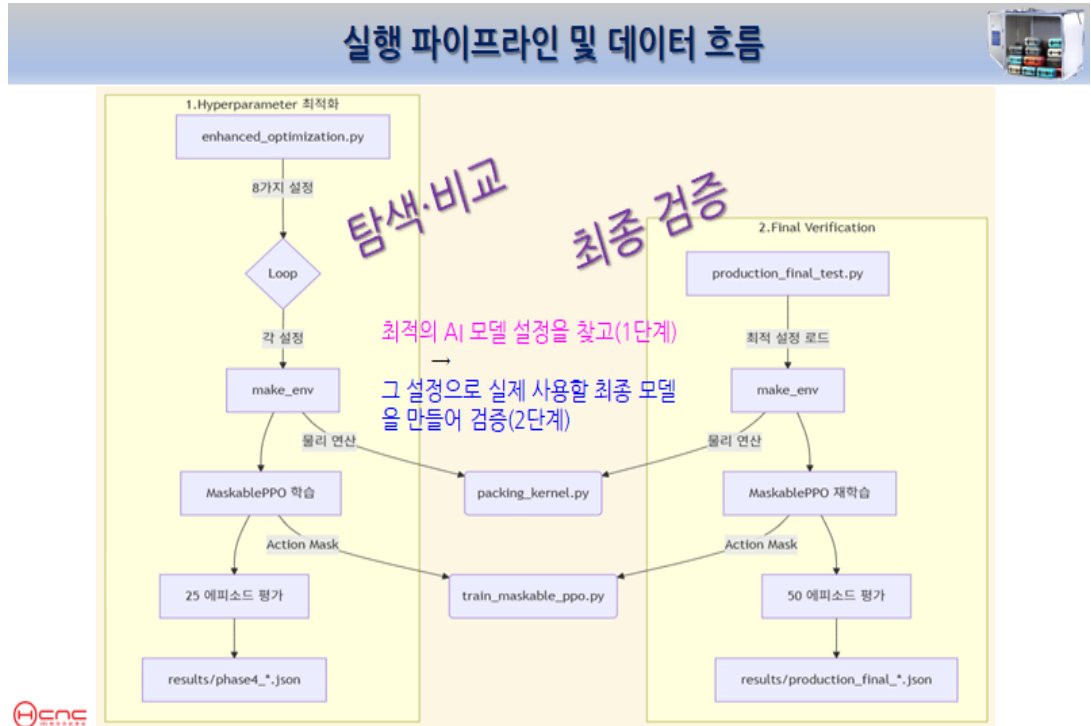 실행 파이프라인 및 데이터 흐름
1.Hyperparameter 최적화
enhanced_optimization.py
8가지 설정
Loop
각 설정
make_env
물리 연산
MaskablePPO 학습
Action Mask
25 에피소드 평가
results/phase4_*.json
탐색·비교
최종 검증
최적의 AI 모델 설정을 찾고(1단계)
→
그 설정으로 실제 사용할 최종 모델
을 만들어 검증(2단계)
packing_kernel.py
train_maskable_ppo.py
2.Final Verification
production_final_test.py
최적 설정 로드
make_env
물리 연산
MaskablePPO 재학습
Action Mask
50 에피소드 평가
results/production_final_*.json
Hcnc